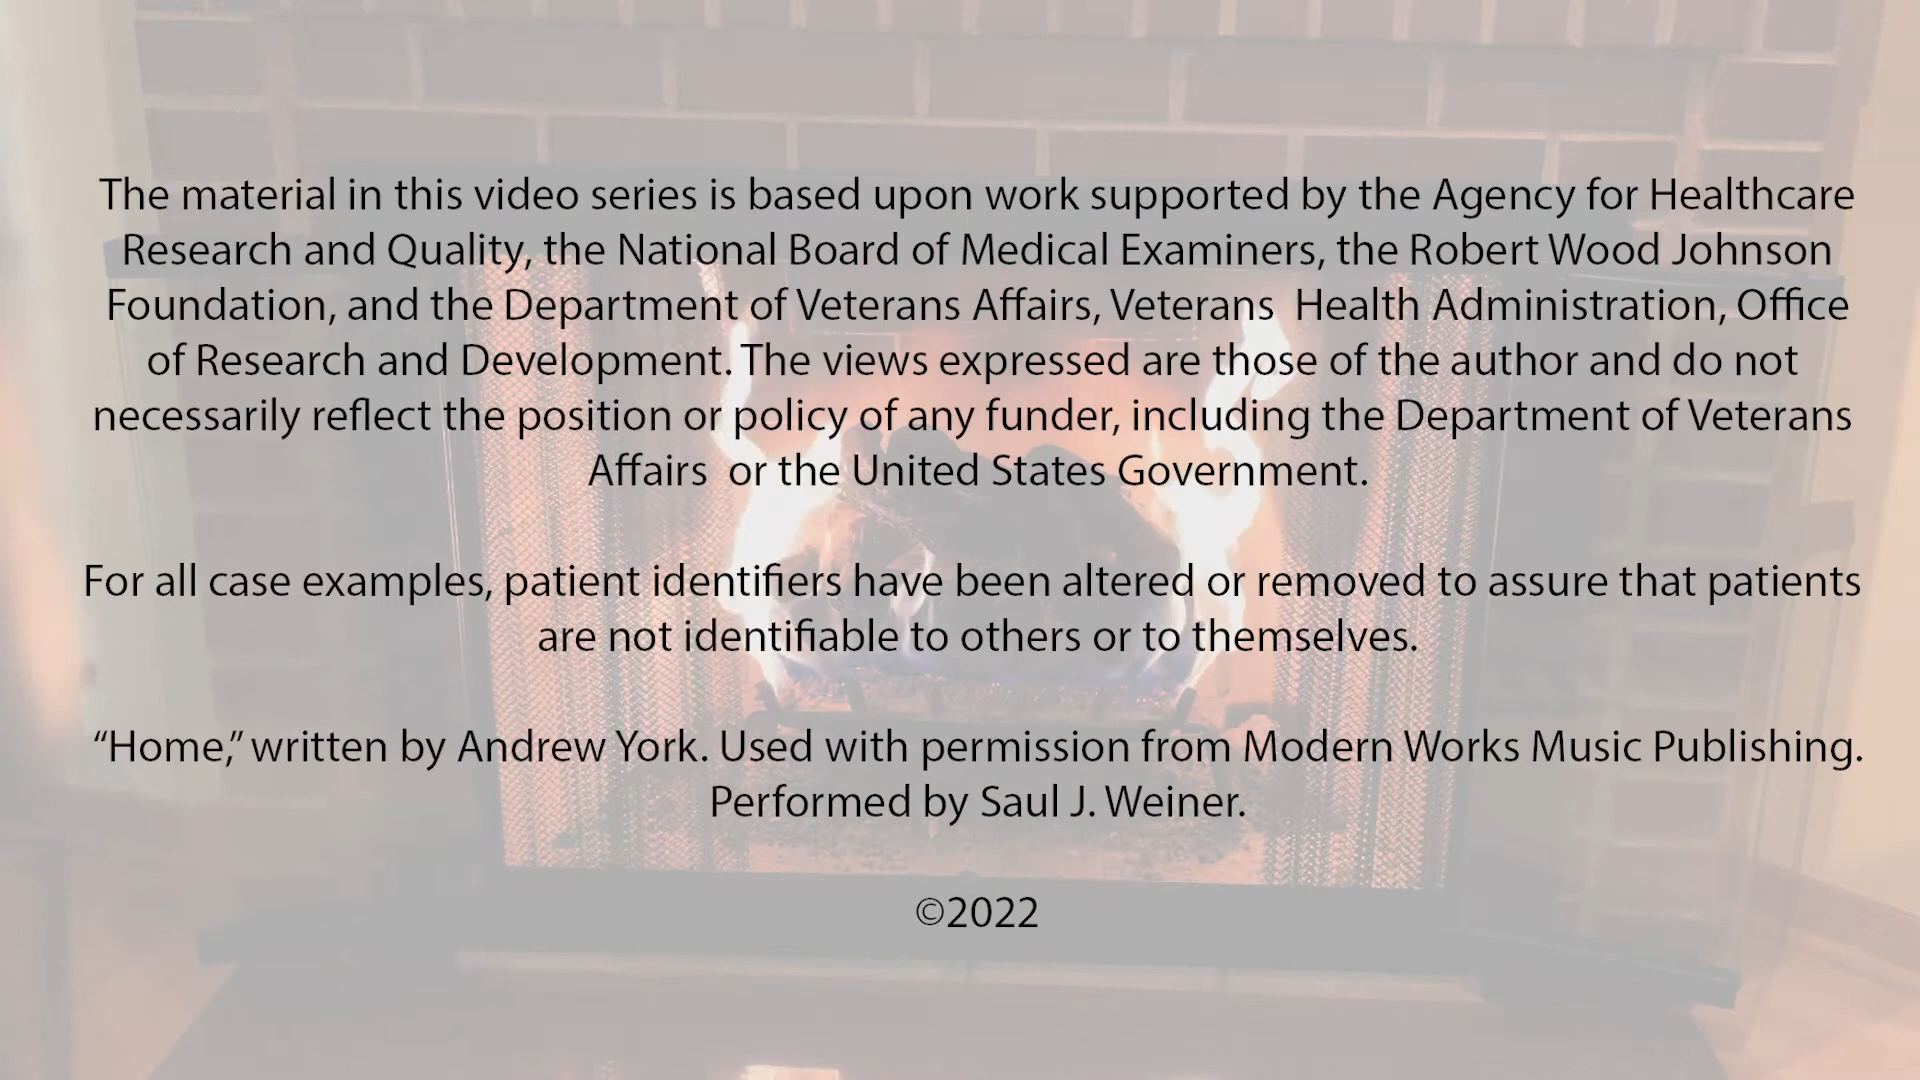 The material in this video series is based upon work supported by the Agency for Healthcare
Research and Quality, the National Board of Medical Examiners, the Robert Wood Johnson
Foundation, and the Department of Veterans Affairs, Veterans  Health Administration, Office
of Research and Development. The views expressed are those of the author and do not
necessarily reflect the position or policy of any funder, including the Department of Veterans
Affairs  or the United States Government.
For all case examples, patient identifiers have been altered or removed to assure that patients
are not identifiable to others or to themselves.
“Home,” written by Andrew York. Used with permission from Modern Works Music Publishing.
Performed by Saul J. Weiner.
©2022